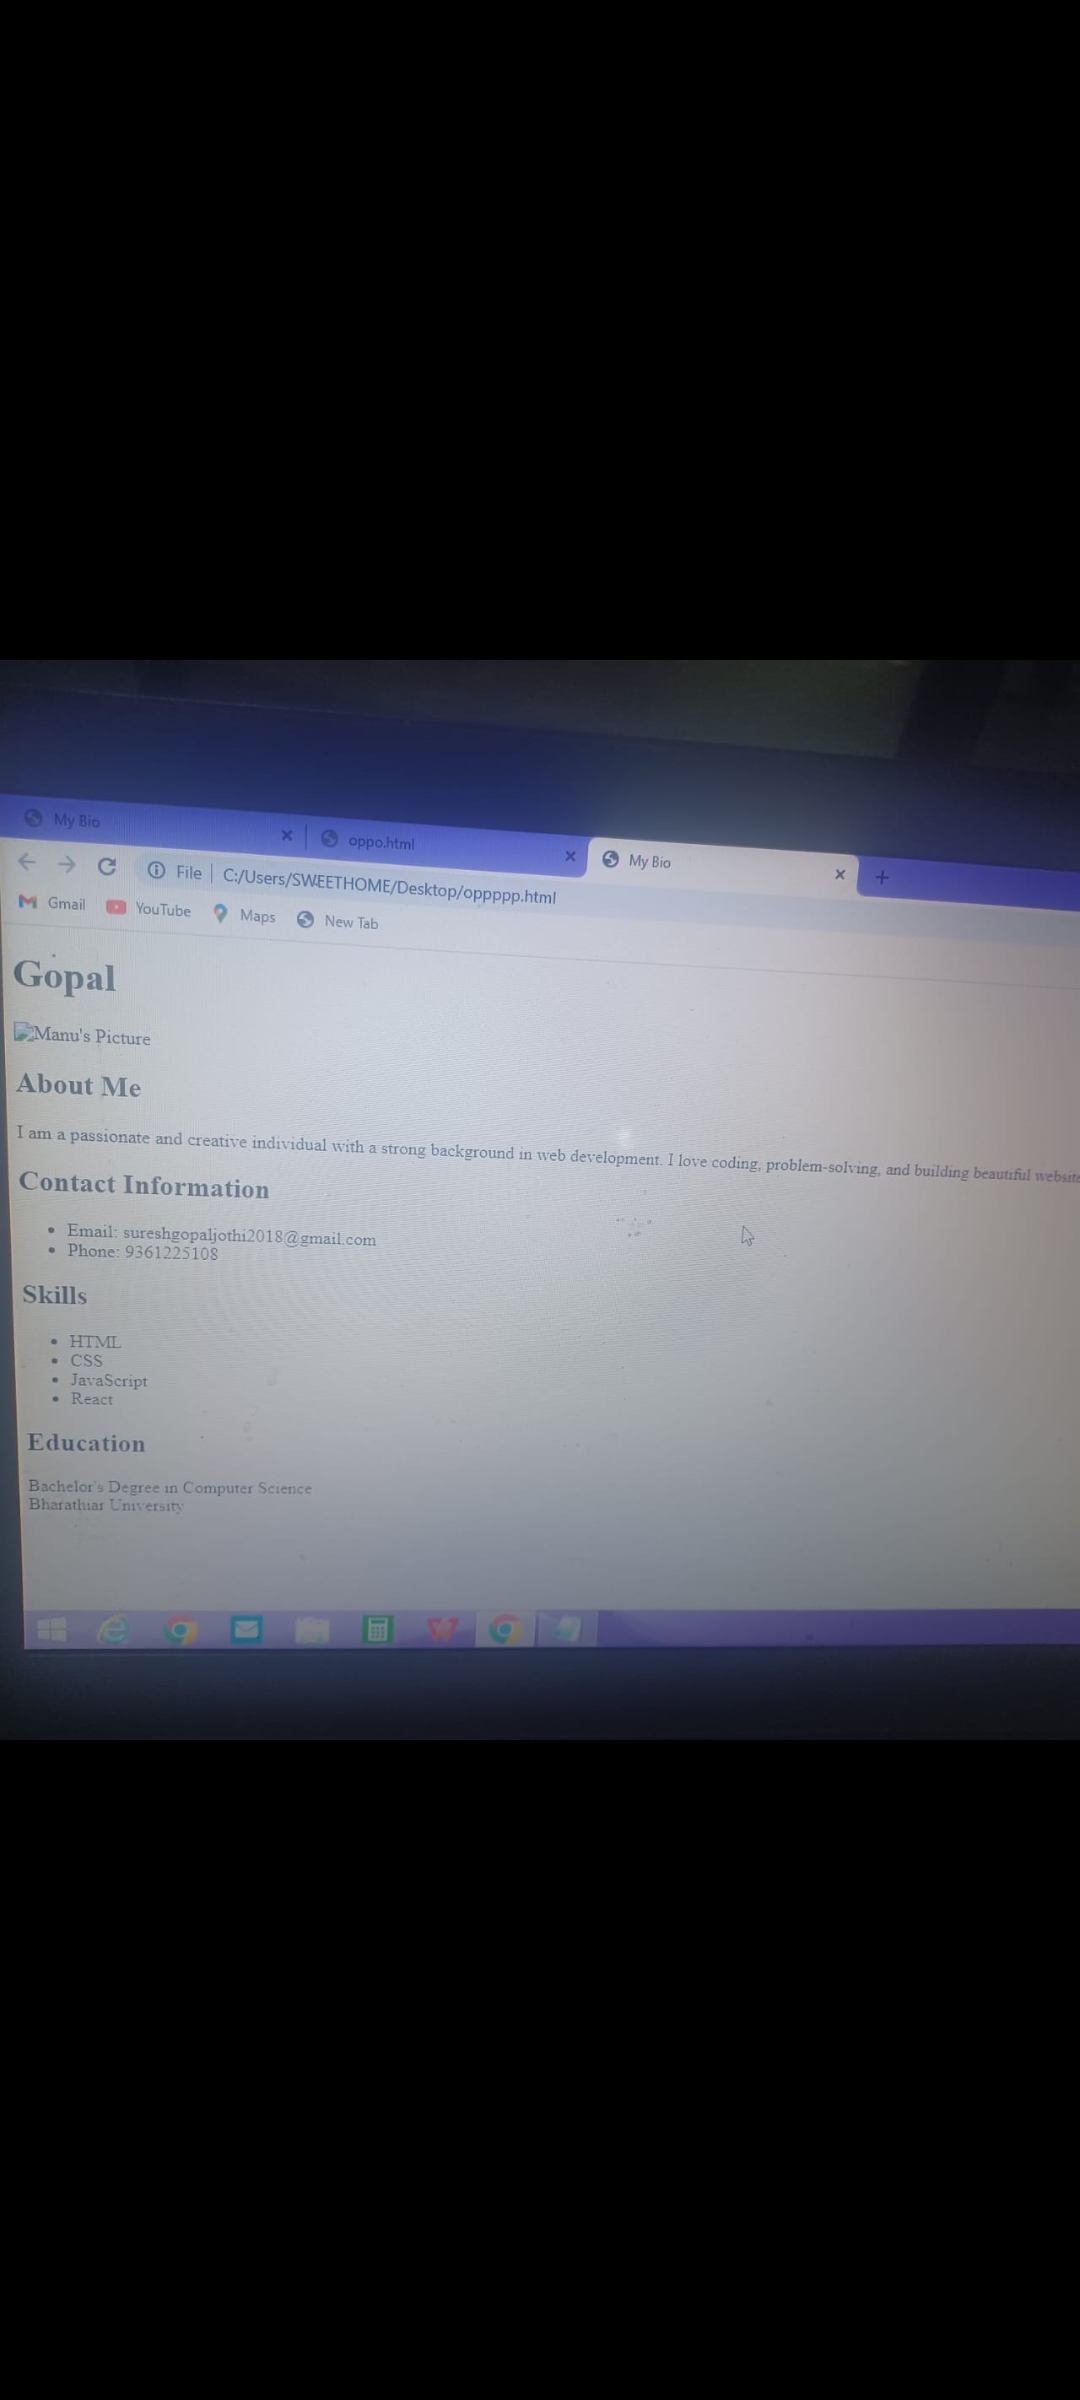 My Bio
oppo.html
My Bio
File
C:/Users/SWEETHOME/Desktop/oppppp.html
Gmail
YouTube
Maps
New Tab
Gopal
Manu's Picture
About Me
I am a passionate and creative individual with a strong background in web development. I love coding, problem-solving, and building beautiful website
Contact Information
Email: sureshgopaljothi2018@gmail.com
Phone: 9361225108
Skills
HTML
CSS
JavaScript
React
Education
Bachelor's Degree in Computer Science
Bharathiar University